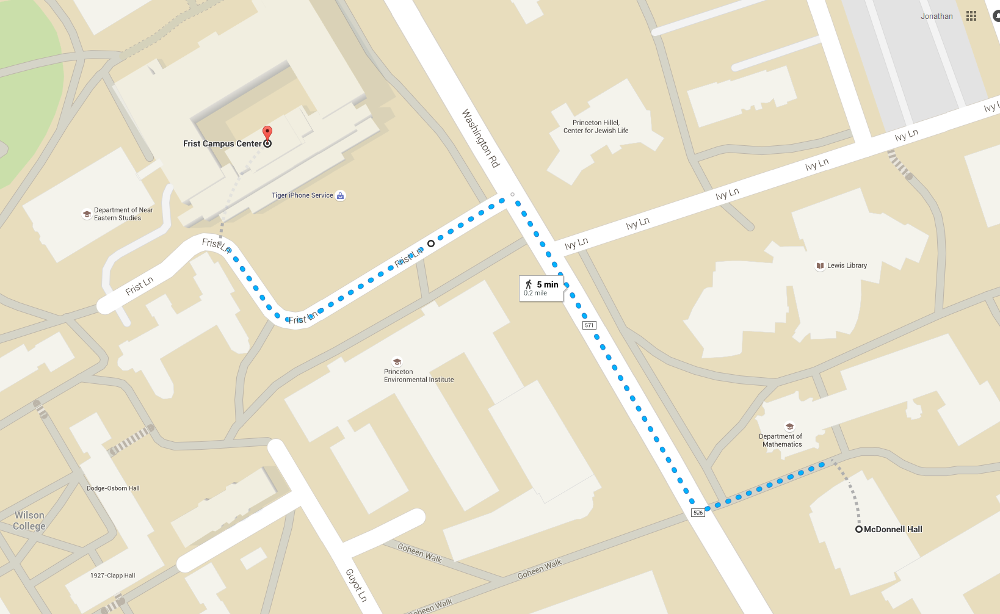 Jonathan
Washington Rd
Princeton Hillel,
Center for Jewish Life
Ivy L
Ivy Ln
Ivy Ln
Ivy Ln
Ivy Ln
Ivy Ln
Frist Campus Center
Tiger iPhone Service
Department of Near
Eastern Studies
Frist Ln
Frist Ln
Frist Ln
Frist Ln
Lewis Library
5 min
0.2 mile
571
Princeton
Environmental Institute
Department of
Mathematics
Dodge-Osborn Hall
Wilson
College
526
McDonnell Hall
Goheen Walk
Goheen Walk
1927-Clapp Hall
Guyot Ln
Goheen Walk